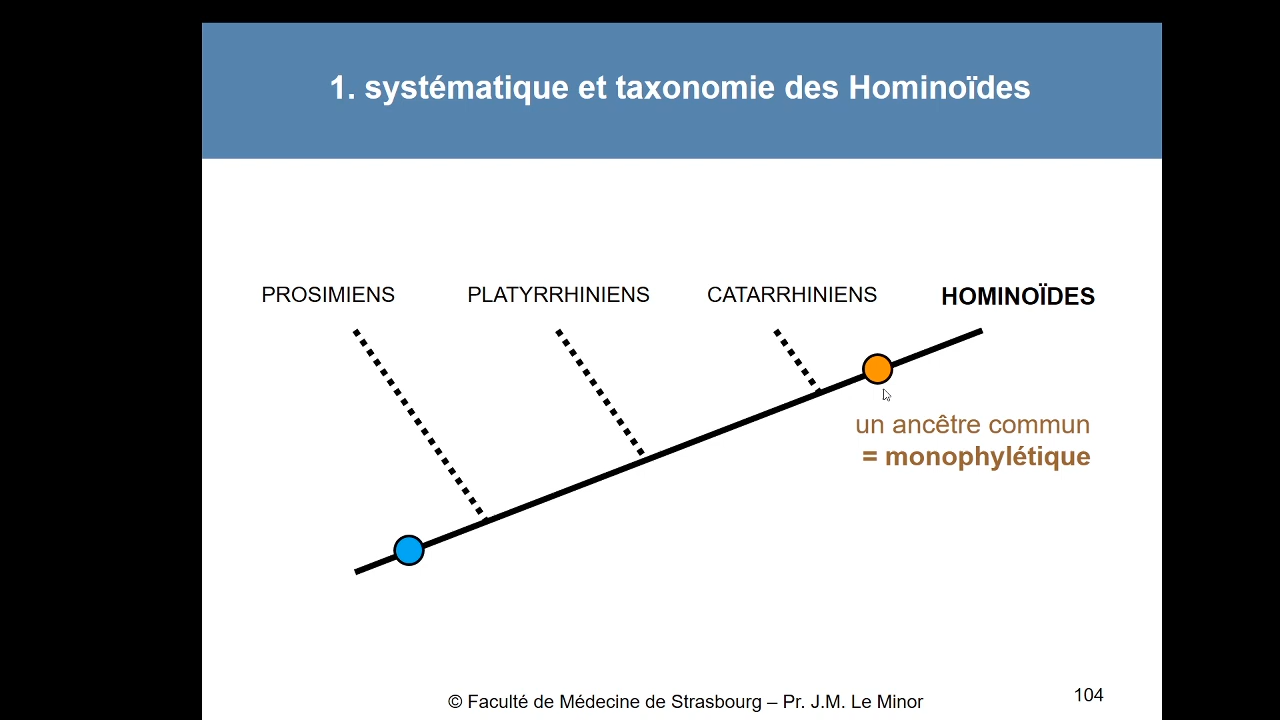 1. systématique et taxonomie des Hominoïdes
PROSIMIENS
PLATYRRHINIENS
CATARRHINIENS
HOMINOÏDES
un ancêtre commun
= monophylétique
© Faculté de Médecine de Strasbourg – Pr. J.M. Le Minor
104